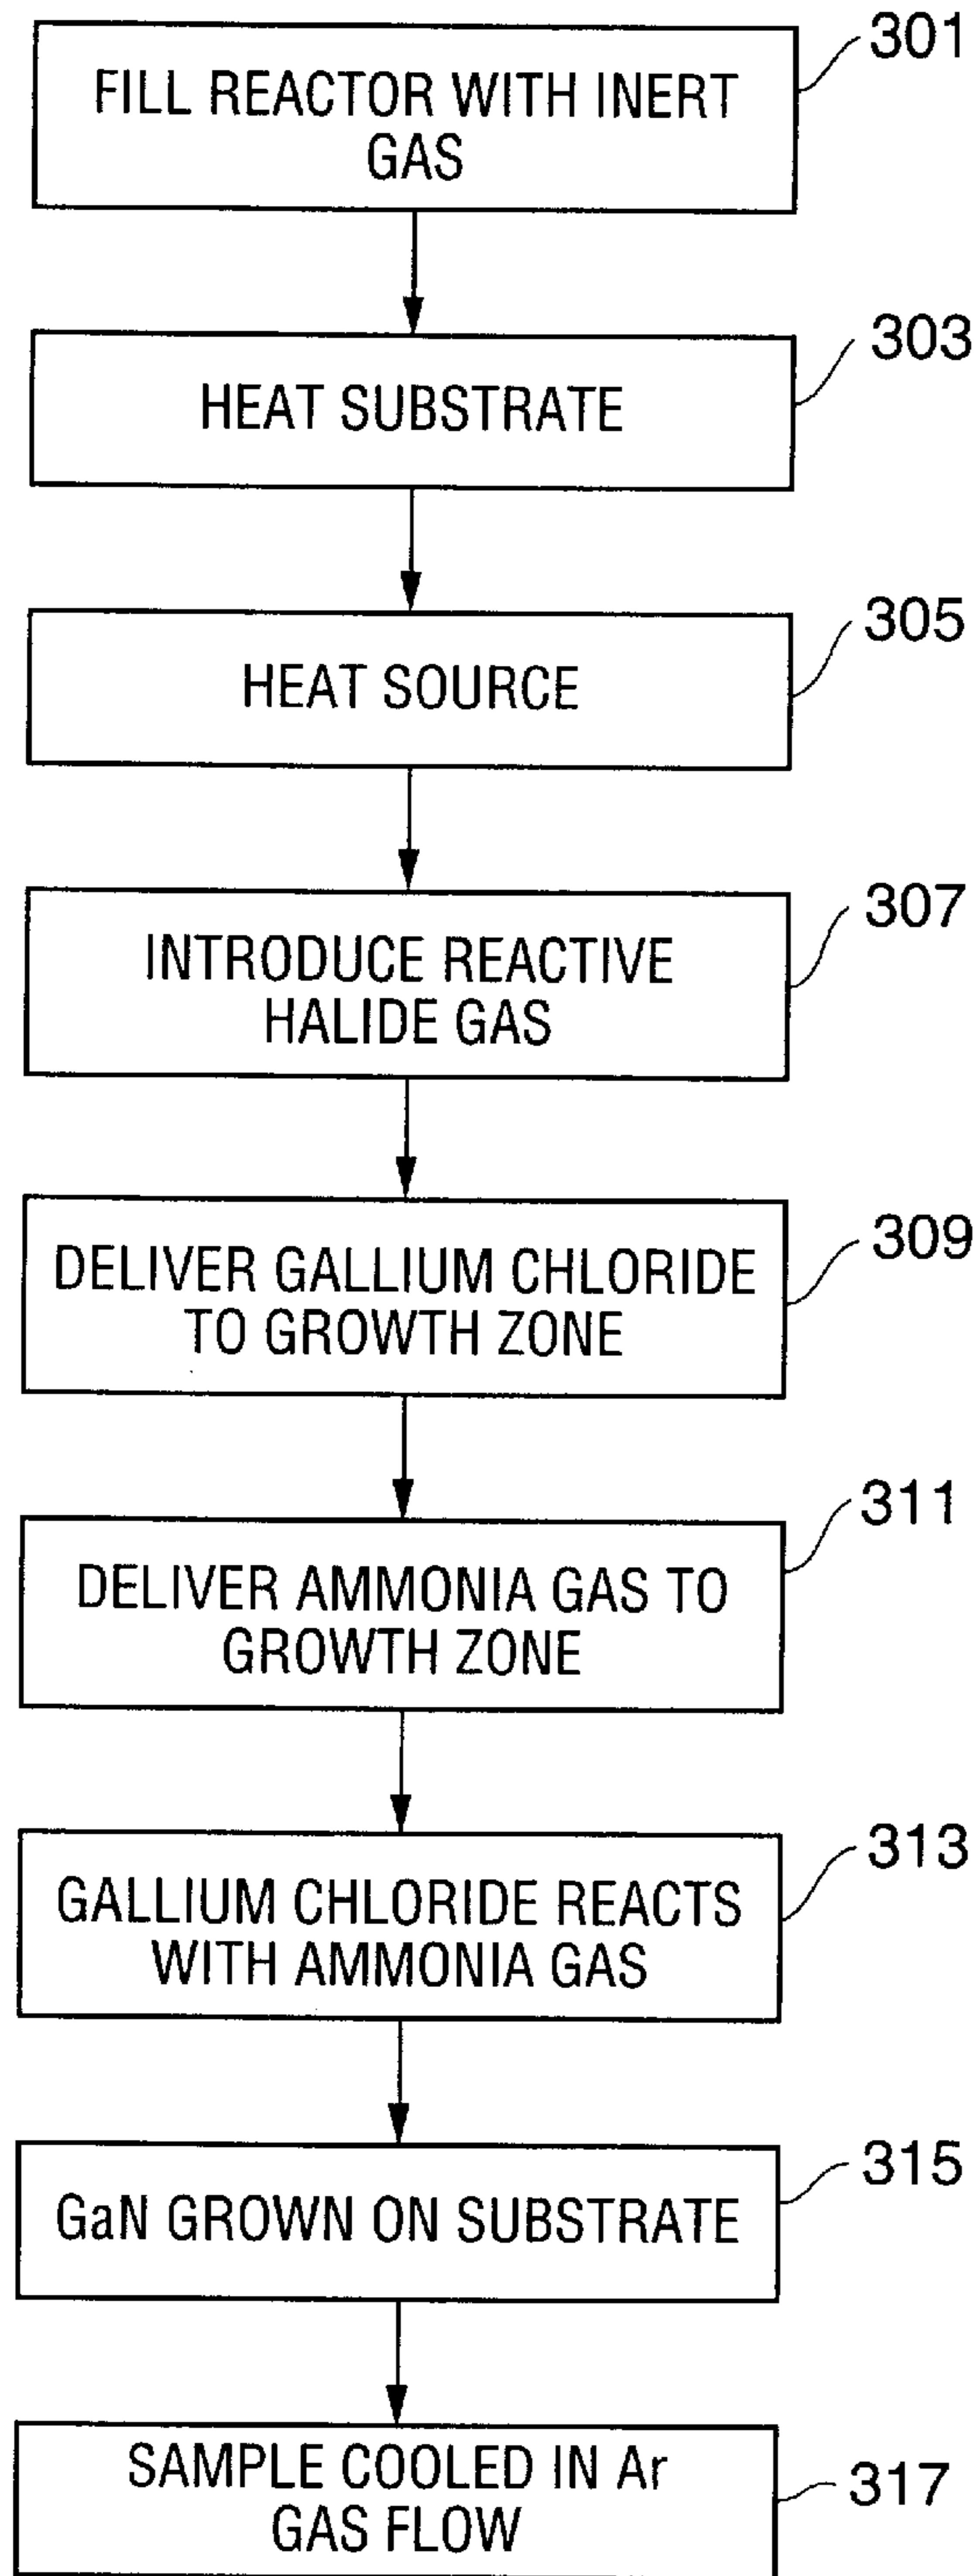 301
FILL REACTOR WITH INERT
GAS
303
HEAT SUBSTRATE
305
HEAT SOURCE
307
INTRODUCE REACTIVE
HALIDE GAS
309
DELIVER GALLIUM CHLORIDE
TO GROWTH ZONE
311
DELIVER AMMONIA GAS TO
GROWTH ZONE
313
GALLIUM CHLORIDE REACTS
WITH AMMONIA GAS
315
GaN GROWN ON SUBSTRATE
317
SAMPLE COOLED IN Ar
GAS FLOW